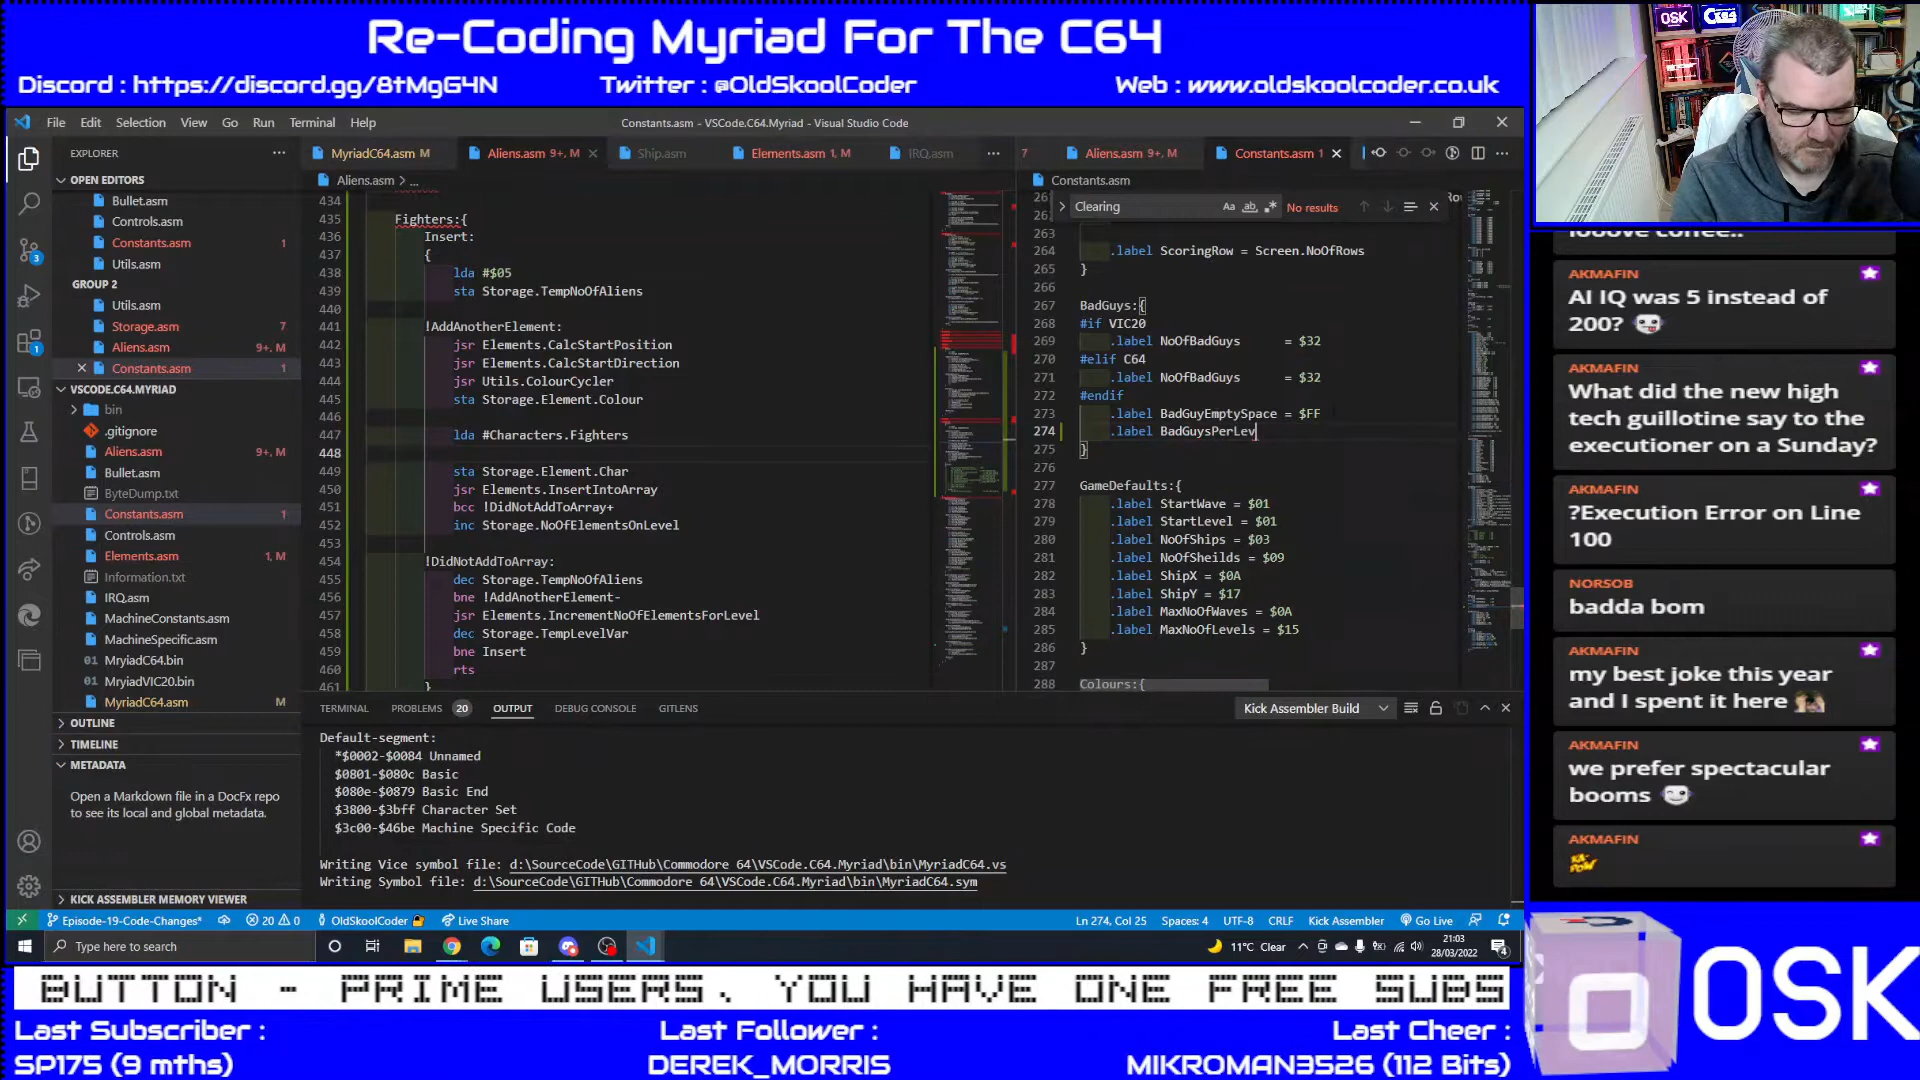 Re-Coding Myriad For The C64
Discord : https://discord.gg/8tMgG4N
Twitter : @OldSkoolCoder
Web : www.oldskoolcoder.co.uk
File Edit Selection View Go Run Terminal Help
Constants.asm - VSCode.C64.Myriad - Visual Studio Code
EXPLORER
OPEN EDITORS
Bullet.asm
Controls.asm
Constants.asm 1
Utils.asm
GROUP 2
Utils.asm
Storage.asm 7
Aliens.asm 9+, M
Constants.asm 1
VSCODE.C64.MYRIAD
bin
.gitignore
Aliens.asm 9+, M
Bullet.asm
ByteDump.txt
Constants.asm 1
Controls.asm
Elements.asm 1, M
Information.txt
IRQ.asm
MachineConstants.asm
MachineSpecific.asm
MryiadC64.bin
MryiadVIC20.bin
MyriadC64.asm M
OUTLINE
TIMELINE
METADATA
Open a Markdown file in a DocFx repo
to see its local and global metadata.
KICK ASSEMBLER MEMORY VIEWER
MyriadC64.asm M
Aliens.asm 9+, M
Ship.asm
Elements.asm 1, M
IRQ.asm
Aliens.asm > ...
434
435 Fighters:{
436 Insert:
437 {
438 lda #$05
439 sta Storage.TempNoOfAliens
440
441 !AddAnotherElement:
442 jsr Elements.CalcStartPosition
443 jsr Elements.CalcStartDirection
444 jsr Utils.ColourCycler
445 sta Storage.Element.Colour
446
447 lda #Characters.Fighters
448
449 sta Storage.Element.Char
450 jsr Elements.InsertIntoArray
451 bcc !DidNotAddToArray+
452 inc Storage.NoOfElementsOnLevel
453
454 !DidNotAddToArray:
455 dec Storage.TempNoOfAliens
456 bne !AddAnotherElement-
457 jsr Elements.IncrementNoOfElementsForLevel
458 dec Storage.TempLevelVar
459 bne Insert
460 rts
461 }
7
Aliens.asm 9+, M
Constants.asm 1
Constants.asm
Clearing
Aa ab
No results
263
264 .label ScoringRow = Screen.NoOfRows
265 }
266
267 BadGuys:{
268 #if VIC20
269 .label NoOfBadGuys = $32
270 #elif C64
271 .label NoOfBadGuys = $32
272 #endif
273 .label BadGuyEmptySpace = $FF
274 .label BadGuysPerLev
275 }
276
277 GameDefaults:{
278 .label StartWave = $01
279 .label StartLevel = $01
280 .label NoOfShips = $03
281 .label NoOfSheilds = $09
282 .label ShipX = $0A
283 .label ShipY = $17
284 .label MaxNoOfWaves = $0A
285 .label MaxNoOfLevels = $15
286 }
287
288 Colours:{
TERMINAL PROBLEMS 20 OUTPUT DEBUG CONSOLE GITLENS
Kick Assembler Build
Default-segment:
*$0002-$0084 Unnamed
$0801-$080c Basic
$080e-$0879 Basic End
$3800-$3bff Character Set
$3c00-$46be Machine Specific Code
Writing Vice symbol file: d:\SourceCode\GITHub\Commodore 64\VSCode.C64.Myriad\bin\MyriadC64.vs
Writing Symbol file: d:\SourceCode\GITHub\Commodore 64\VSCode.C64.Myriad\bin\MyriadC64.sym
Episode-19-Code-Changes* 20 0 OldSkoolCoder Live Share
Ln 274, Col 25 Spaces: 4 UTF-8 CRLF Kick Assembler Go Live
Type here to search
11°C Clear
21:03
28/03/2022
4
OSK
AKMAFIN
AI IQ was 5 instead of
200?
AKMAFIN
What did the new high
tech guillotine say to the
executioner on a Sunday?
AKMAFIN
?Execution Error on Line
100
NORSOB
badda bom
AKMAFIN
my best joke this year
and I spent it here
AKMAFIN
we prefer spectacular
booms
AKMAFIN
BUTTON - PRIME USERS. YOU HAVE ONE FREE SUBS
Last Subscriber :
SP175 (9 mths)
Last Follower :
DEREK_MORRIS
Last Cheer :
MIKROMAN3526 (112 Bits)
OSK